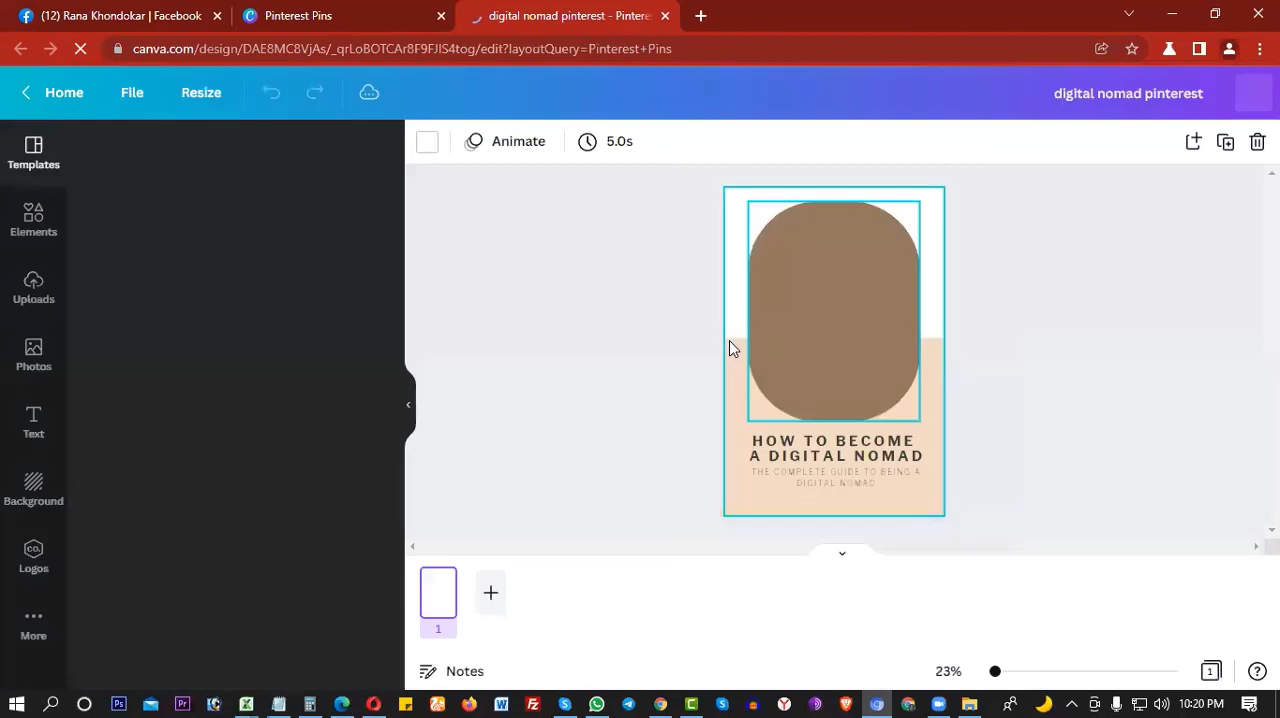 (12) Rana Khondokar | Facebook
Pinterest Pins
digital nomad pinterest - Pintere
canva.com/design/DAE8MC8VjAs/_qrLoBOTCAr8F9FJIS4tog/edit?layoutQuery=Pinterest+Pins
Home
File
Resize
digital nomad pinterest
Templates
Elements
Uploads
Photos
Text
Background
CO.
Logos
More
Animate
5.0s
HOW TO BECOME
A DIGITAL NOMAD
THE COMPLETE GUIDE TO BEING A
DIGITAL NOMAD
1
Notes
23%
1
10:20 PM